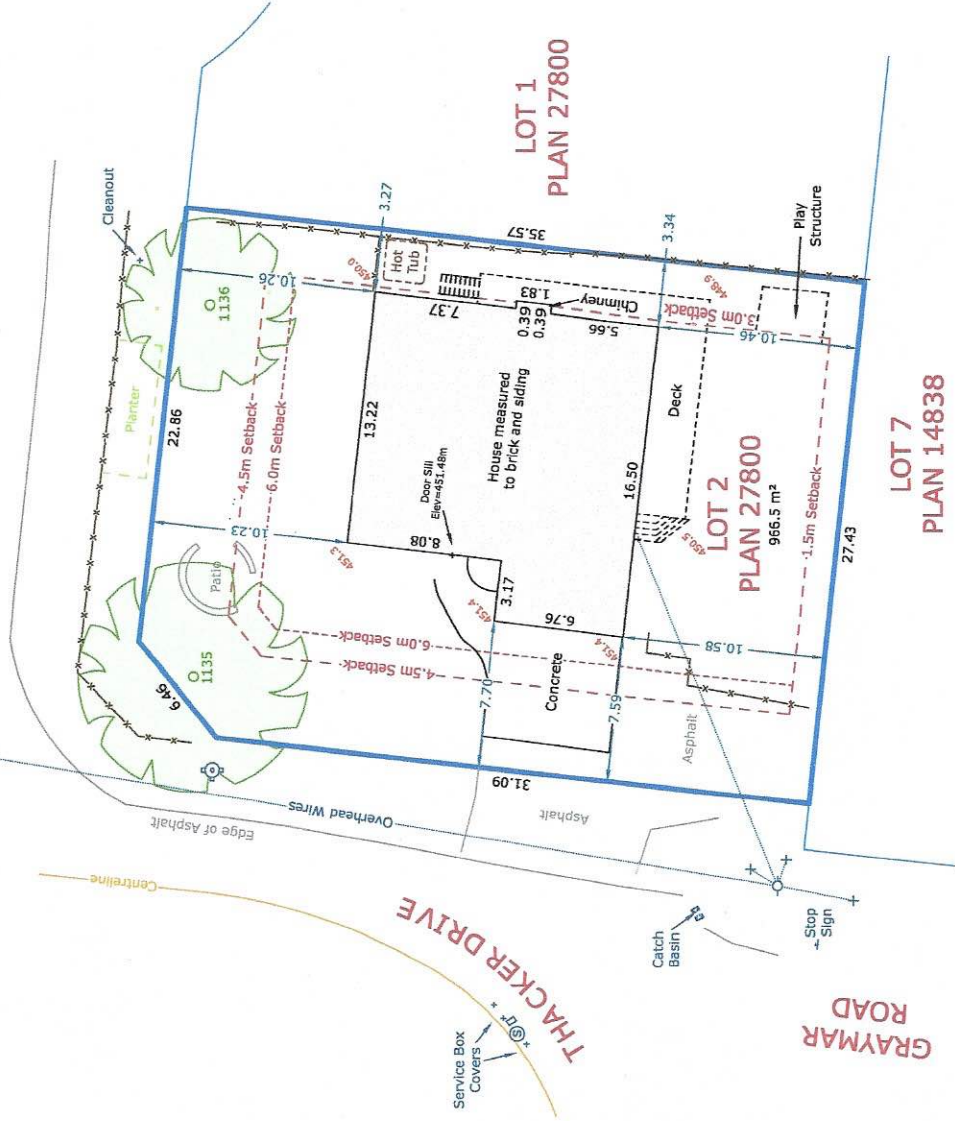 LOT 1
PLAN 27800
Cleanout
3.27
35.57
3.34
Play
Structure
Hot
Tub
450.0
10.26
1136
Planter
22.86
7.37
1.83
0.39
0.39
Chimney
5.66
448.9
3.0m Setback
10.46
13.22
4.5m Setback
6.0m Setback
House measured
to brick and siding
Door Sill
Elev=451.48m
Deck
16.50
LOT 2
PLAN 27800
966.5 m²
450.5
1.5m Setback
27.43
LOT 7
PLAN 14838
10.23
451.3
8.08
Patio
3.17
451.4
6.76
451.4
10.58
6.0m Setback
4.5m Setback
1135
6.46
7.70
Concrete
7.59
Asphalt
31.09
Asphalt
Overhead Wires
Edge of Asphalt
Centreline
THACKER DRIVE
Catch
Basin
Stop
Sign
Service Box
Covers
S
GRAYMAR
ROAD